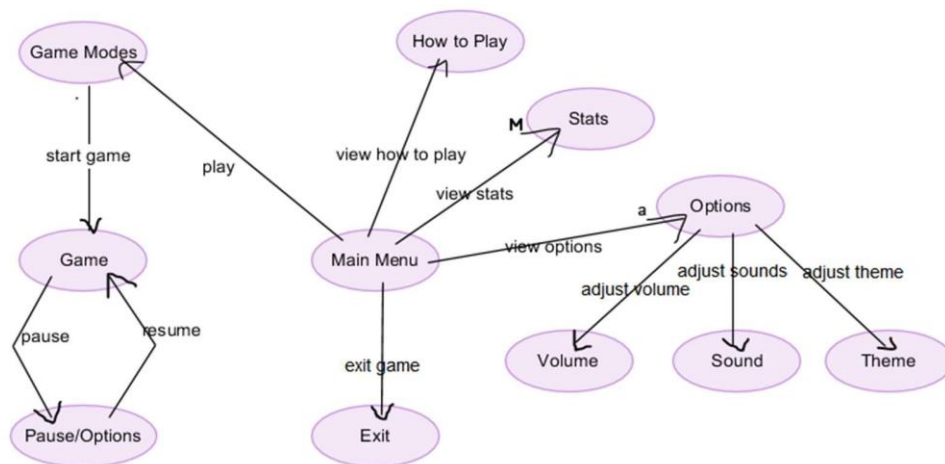 Game Modes
How to Play
M
Stats
start game
play
view how to play
view stats
a
Options
Game
Main Menu
view options
adjust volume
adjust sounds
adjust theme
pause
resume
exit game
Volume
Sound
Theme
Pause/Options
Exit